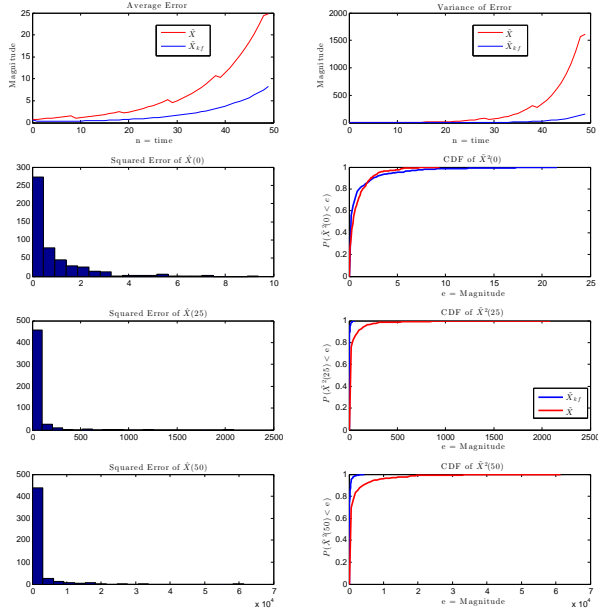 Average Error
Magnitude
25
20
15
10
5
0
X̃
X̃kf
0 10 20 30 40 50
n = time
Variance of Error
Magnitude
2000
1500
1000
500
0
X̃
X̃kf
0 10 20 30 40 50
n = time
Squared Error of X̃(0)
300
250
200
150
100
50
0
0 2 4 6 8 10
CDF of X̃²(0)
P(X̃²(0) < e)
1
0.8
0.6
0.4
0.2
0
0 5 10 15 20 25
e = Magnitude
Squared Error of X̃(25)
500
400
300
200
100
0
0 500 1000 1500 2000 2500
CDF of X̃²(25)
P(X̃²(25) < e)
1
0.8
0.6
0.4
0.2
0
X̃kf
X̃
0 500 1000 1500 2000 2500
e = Magnitude
Squared Error of X̃(50)
500
400
300
200
100
0
0 1 2 3 4 5 6 7
x 10⁴
CDF of X̃²(50)
P(X̃²(50) < e)
1
0.8
0.6
0.4
0.2
0
0 1 2 3 4 5 6 7
e = Magnitude
x 10⁴